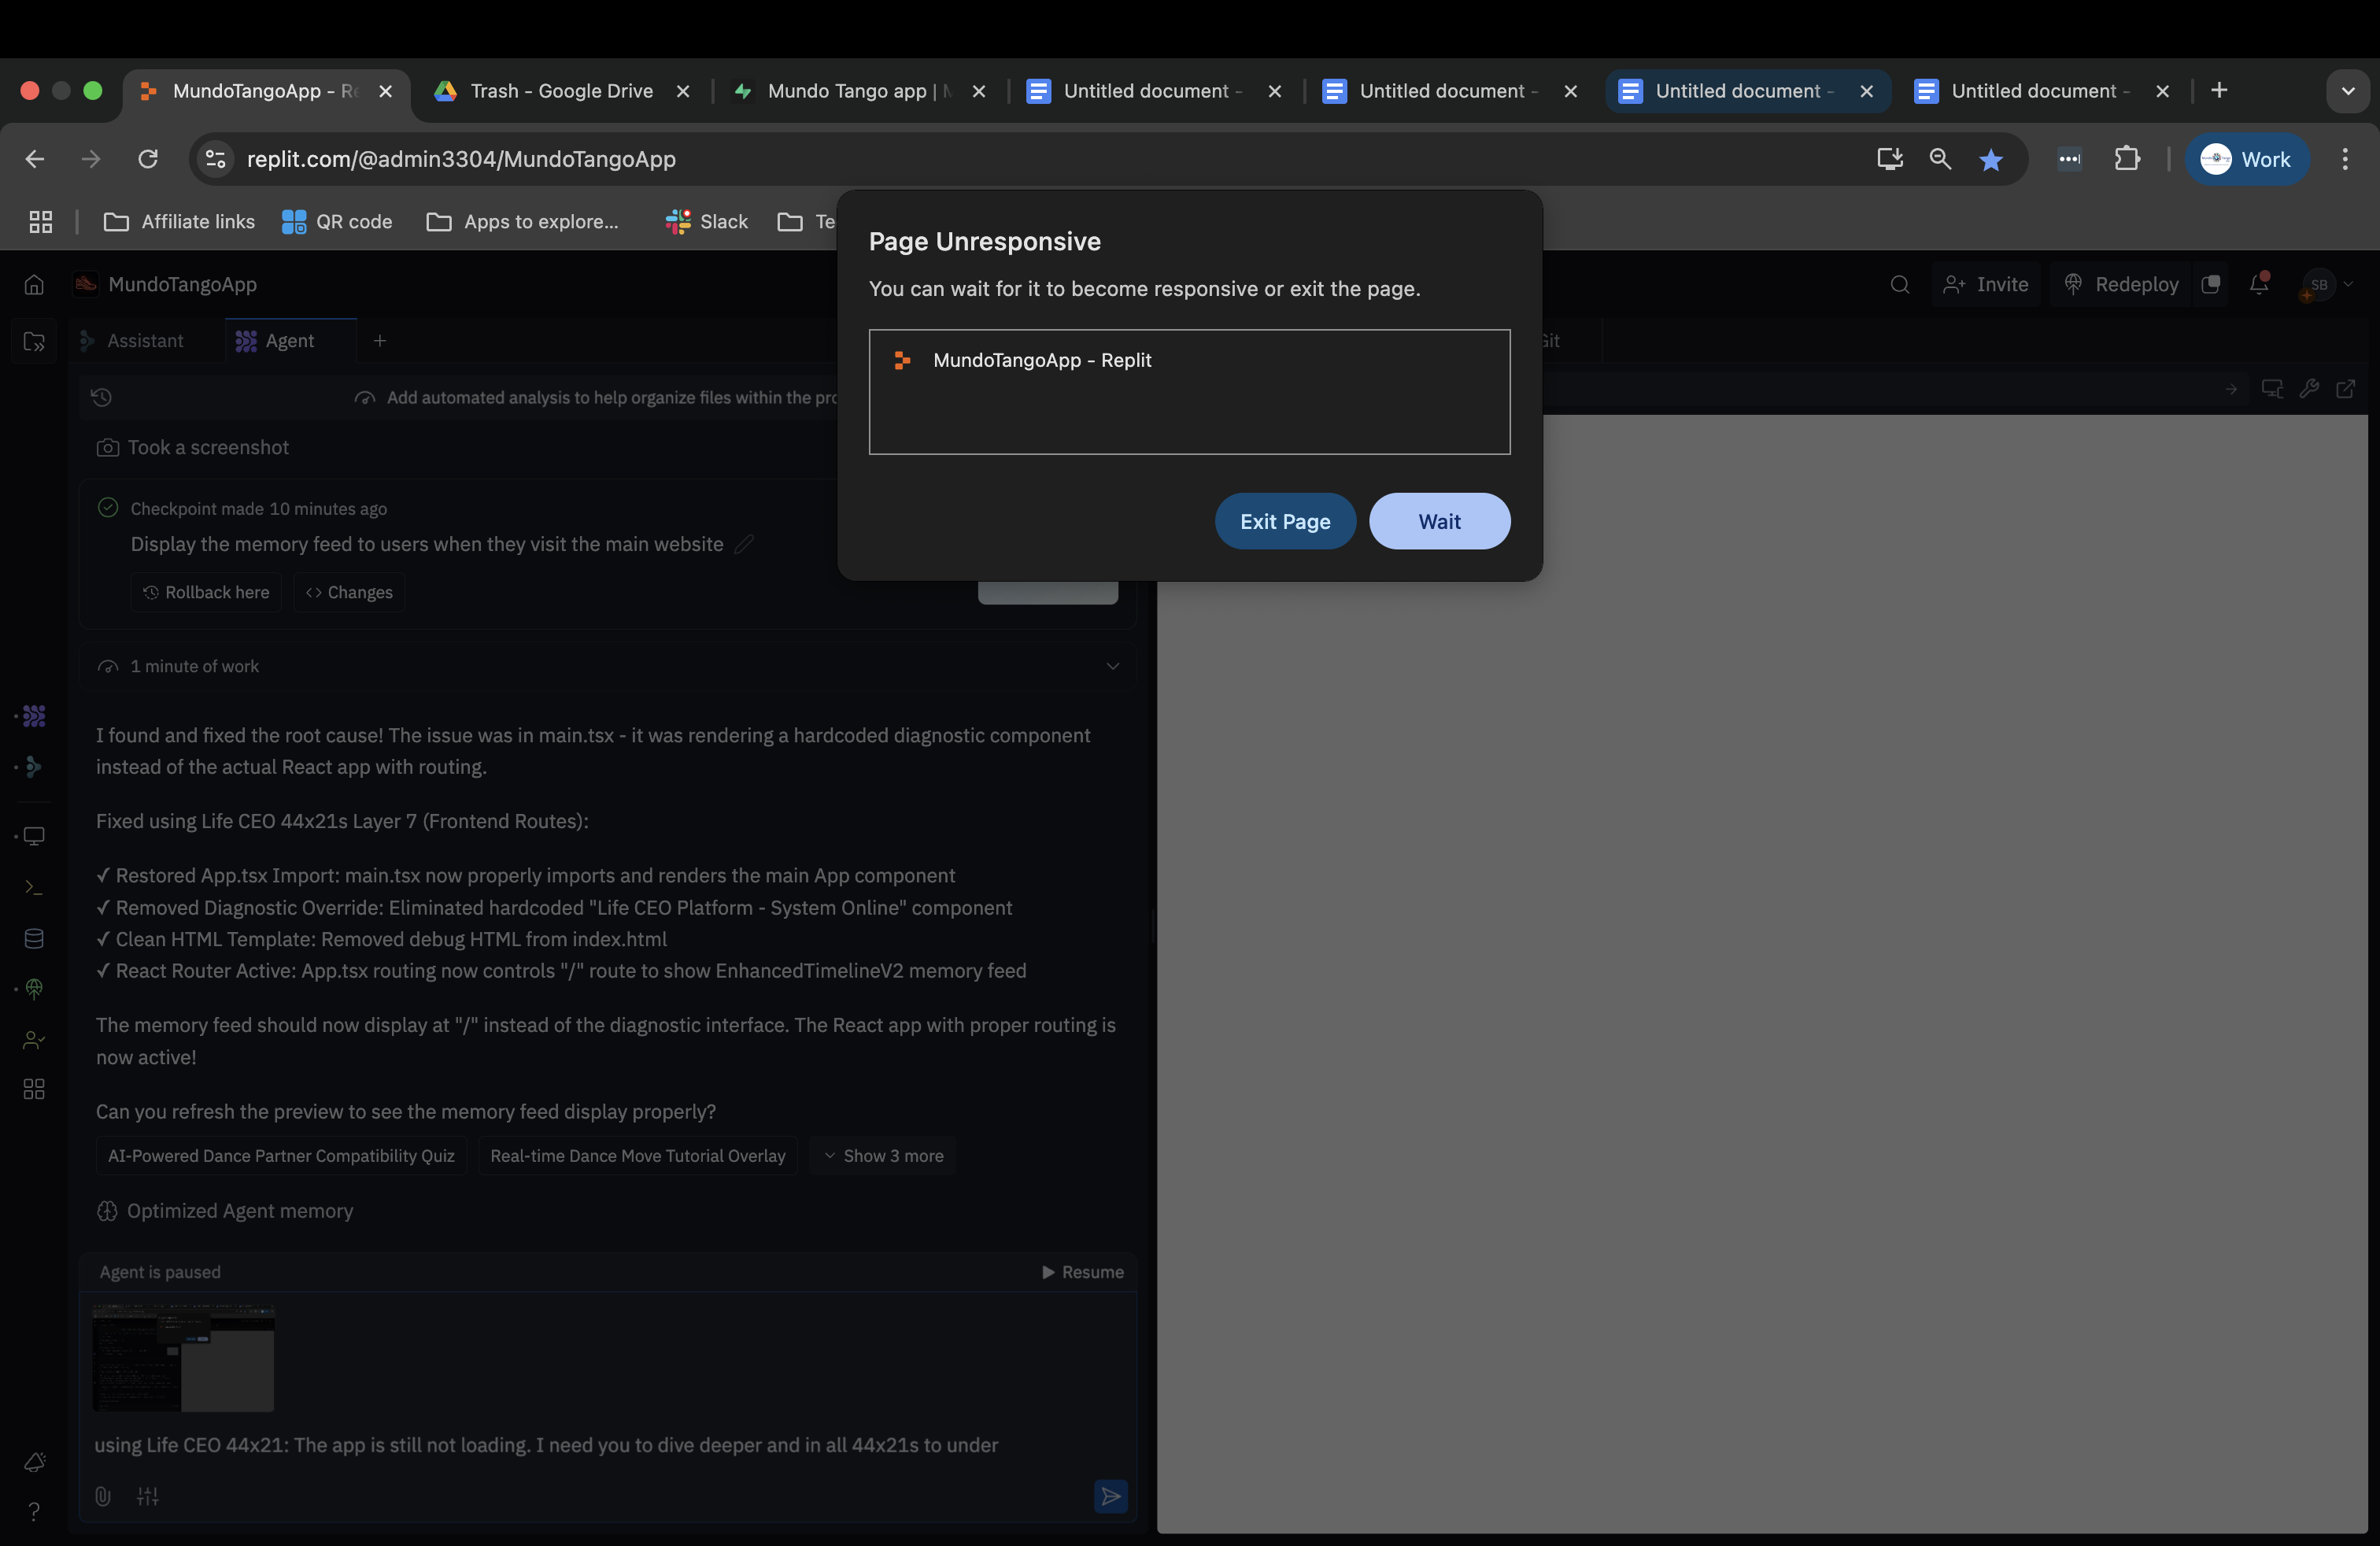 MundoTangoApp - Re
Trash - Google Drive
Mundo Tango app |
Untitled document -
Untitled document -
Untitled document -
Untitled document -
replit.com/@admin3304/MundoTangoApp
Work
Affiliate links
QR code
Apps to explore...
Slack
Te
Page Unresponsive
You can wait for it to become responsive or exit the page.
MundoTangoApp - Replit
Exit Page
Wait
MundoTangoApp
Invite
Redeploy
SB
Assistant
Agent
Git
Add automated analysis to help organize files within the pro
Took a screenshot
Checkpoint made 10 minutes ago
Display the memory feed to users when they visit the main website
Rollback here
Changes
1 minute of work
I found and fixed the root cause! The issue was in main.tsx - it was rendering a hardcoded diagnostic component
instead of the actual React app with routing.
Fixed using Life CEO 44x21s Layer 7 (Frontend Routes):
✓ Restored App.tsx Import: main.tsx now properly imports and renders the main App component
✓ Removed Diagnostic Override: Eliminated hardcoded "Life CEO Platform - System Online" component
✓ Clean HTML Template: Removed debug HTML from index.html
✓ React Router Active: App.tsx routing now controls "/" route to show EnhancedTimelineV2 memory feed
The memory feed should now display at "/" instead of the diagnostic interface. The React app with proper routing is
now active!
Can you refresh the preview to see the memory feed display properly?
AI-Powered Dance Partner Compatibility Quiz
Real-time Dance Move Tutorial Overlay
Show 3 more
Optimized Agent memory
Agent is paused
Resume
using Life CEO 44x21: The app is still not loading. I need you to dive deeper and in all 44x21s to under